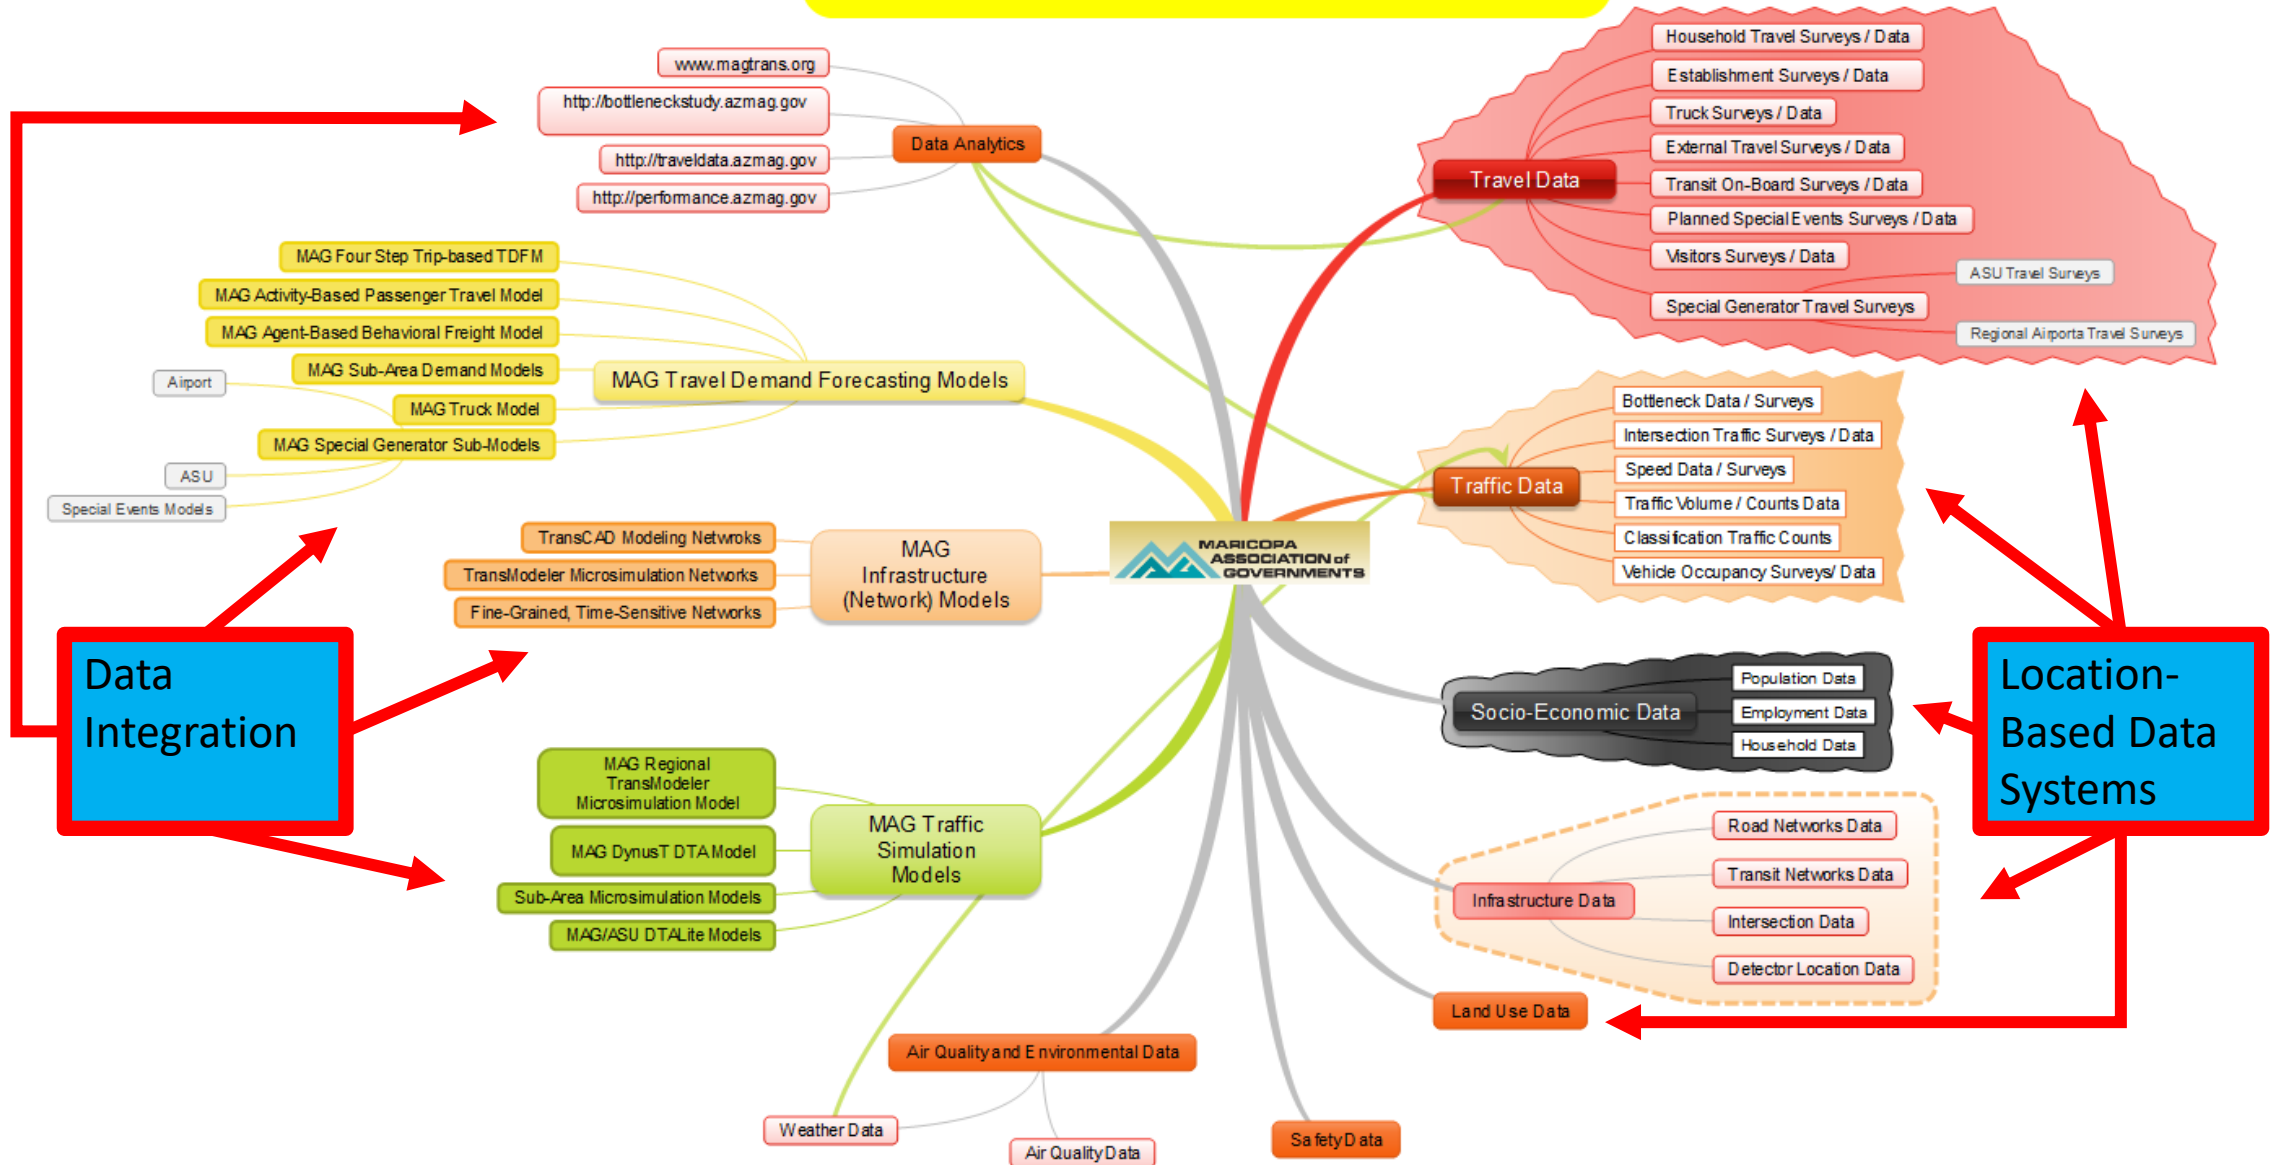 www.magtrans.org
http://bottleneckstudy.azmag.gov
http://traveldata.azmag.gov
http://performance.azmag.gov
Data Analytics
MAG Four Step Trip-based TDFM
MAG Activity-Based Passenger Travel Model
MAG Agent-Based Behavioral Freight Model
MAG Sub-Area Demand Models
MAG Truck Model
MAG Special Generator Sub-Models
Airport
ASU
Special Events Models
MAG Travel Demand Forecasting Models
TransCAD Modeling Netwroks
TransModeler Microsimulation Networks
Fine-Grained, Time-Sensitive Networks
MAG
Infrastructure
(Network) Models
Data
Integration
MAG Regional
TransModeler
Microsimulation Model
MAG DynusT DTA Model
Sub-Area Microsimulation Models
MAG/ASU DTALite Models
MAG Traffic
Simulation
Models
Air Quality and Environmental Data
Weather Data
Air Quality Data
Safety Data
MARICOPA
ASSOCIATION of
GOVERNMENTS
Travel Data
Household Travel Surveys / Data
Establishment Surveys / Data
Truck Surveys / Data
External Travel Surveys / Data
Transit On-Board Surveys / Data
Planned Special Events Surveys / Data
Visitors Surveys / Data
Special Generator Travel Surveys
ASU Travel Surveys
Regional Airporta Travel Surveys
Traffic Data
Bottleneck Data / Surveys
Intersection Traffic Surveys / Data
Speed Data / Surveys
Traffic Volume / Counts Data
Classification Traffic Counts
Vehicle Occupancy Surveys/ Data
Socio-Economic Data
Population Data
Employment Data
Household Data
Location-
Based Data
Systems
Infrastructure Data
Road Networks Data
Transit Networks Data
Intersection Data
Detector Location Data
Land Use Data